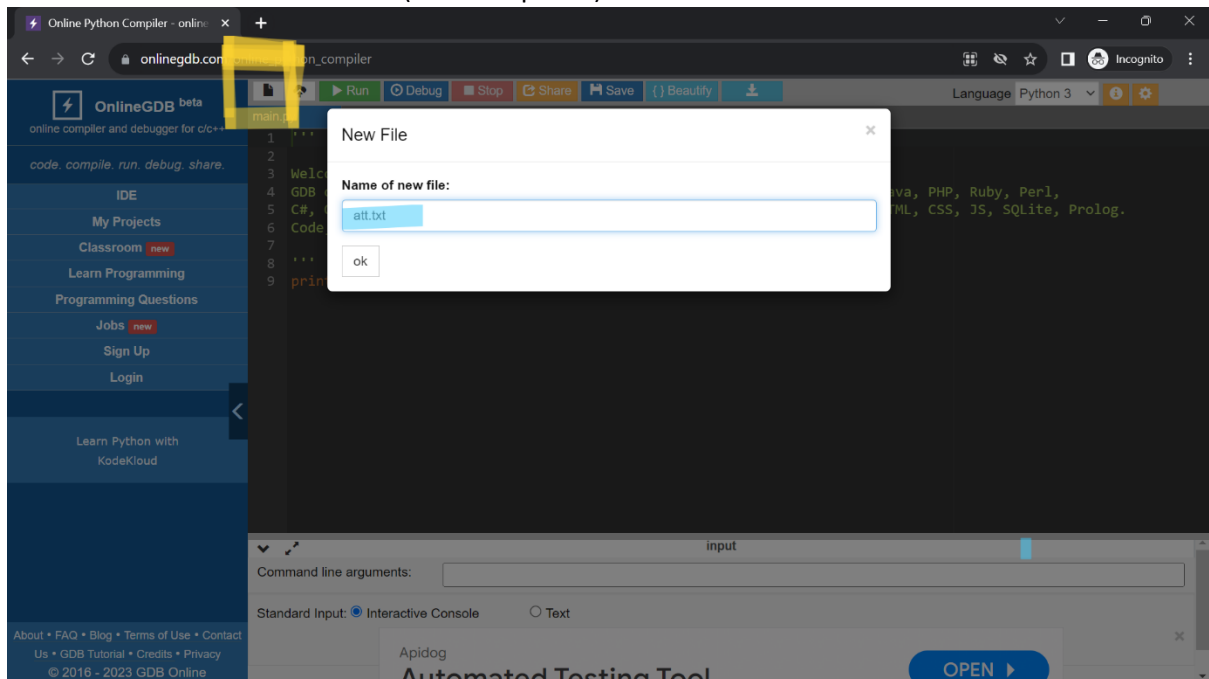 Online Python Compiler - online
onlinegdb.com
on_compiler
Incognito
OnlineGDB beta
online compiler and debugger for c/c++
code. compile. run. debug. share.
IDE
My Projects
Classroom new
Learn Programming
Programming Questions
Jobs new
Sign Up
Login
Learn Python with
KodeKloud
About • FAQ • Blog • Terms of Use • Contact
Us • GDB Tutorial • Credits • Privacy
© 2016 - 2023 GDB Online
Run Debug Stop Share Save {} Beautify
Language Python 3
main.p
1 '''
2
3 Welc
4 GDB ava, PHP, Ruby, Perl,
5 C#, ML, CSS, JS, SQLite, Prolog.
6 Code
7
8 '''
9 prin
New File ×
Name of new file:
att.txt
ok
input
Command line arguments:
Standard Input: Interactive Console Text
Apidog
Automated Testing Tool
OPEN